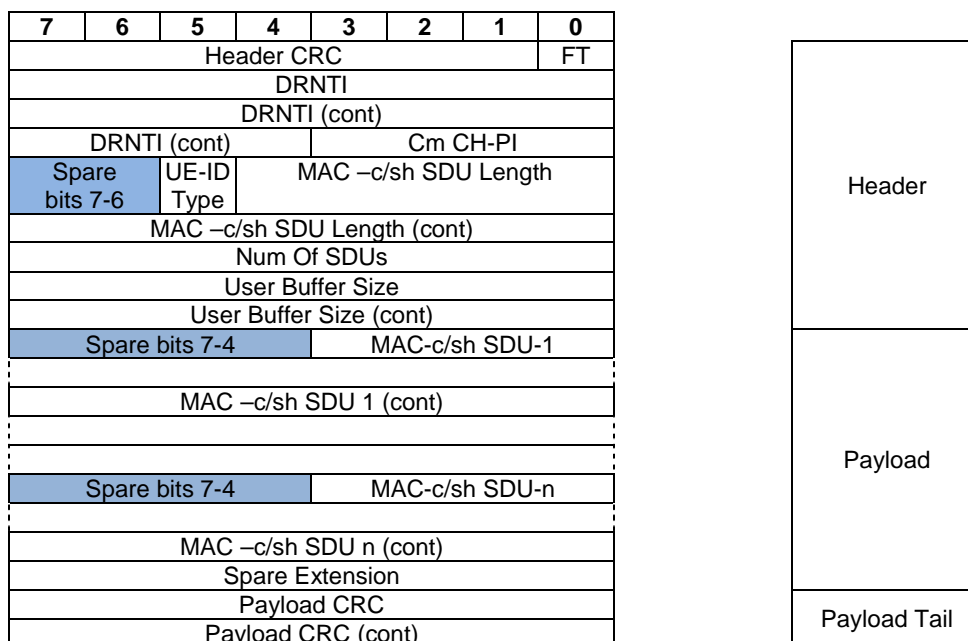 7 6 5 4 3 2 1 0
Header CRC FT
DRNTI
DRNTI (cont)
DRNTI (cont) Cm CH-PI
Spare bits 7-6 UE-ID Type MAC –c/sh SDU Length
MAC –c/sh SDU Length (cont)
Num Of SDUs
User Buffer Size
User Buffer Size (cont)
Spare bits 7-4 MAC-c/sh SDU-1
MAC –c/sh SDU 1 (cont)
Spare bits 7-4 MAC-c/sh SDU-n
MAC –c/sh SDU n (cont)
Spare Extension
Payload CRC
Payload CRC (cont)
Header
Payload
Payload Tail